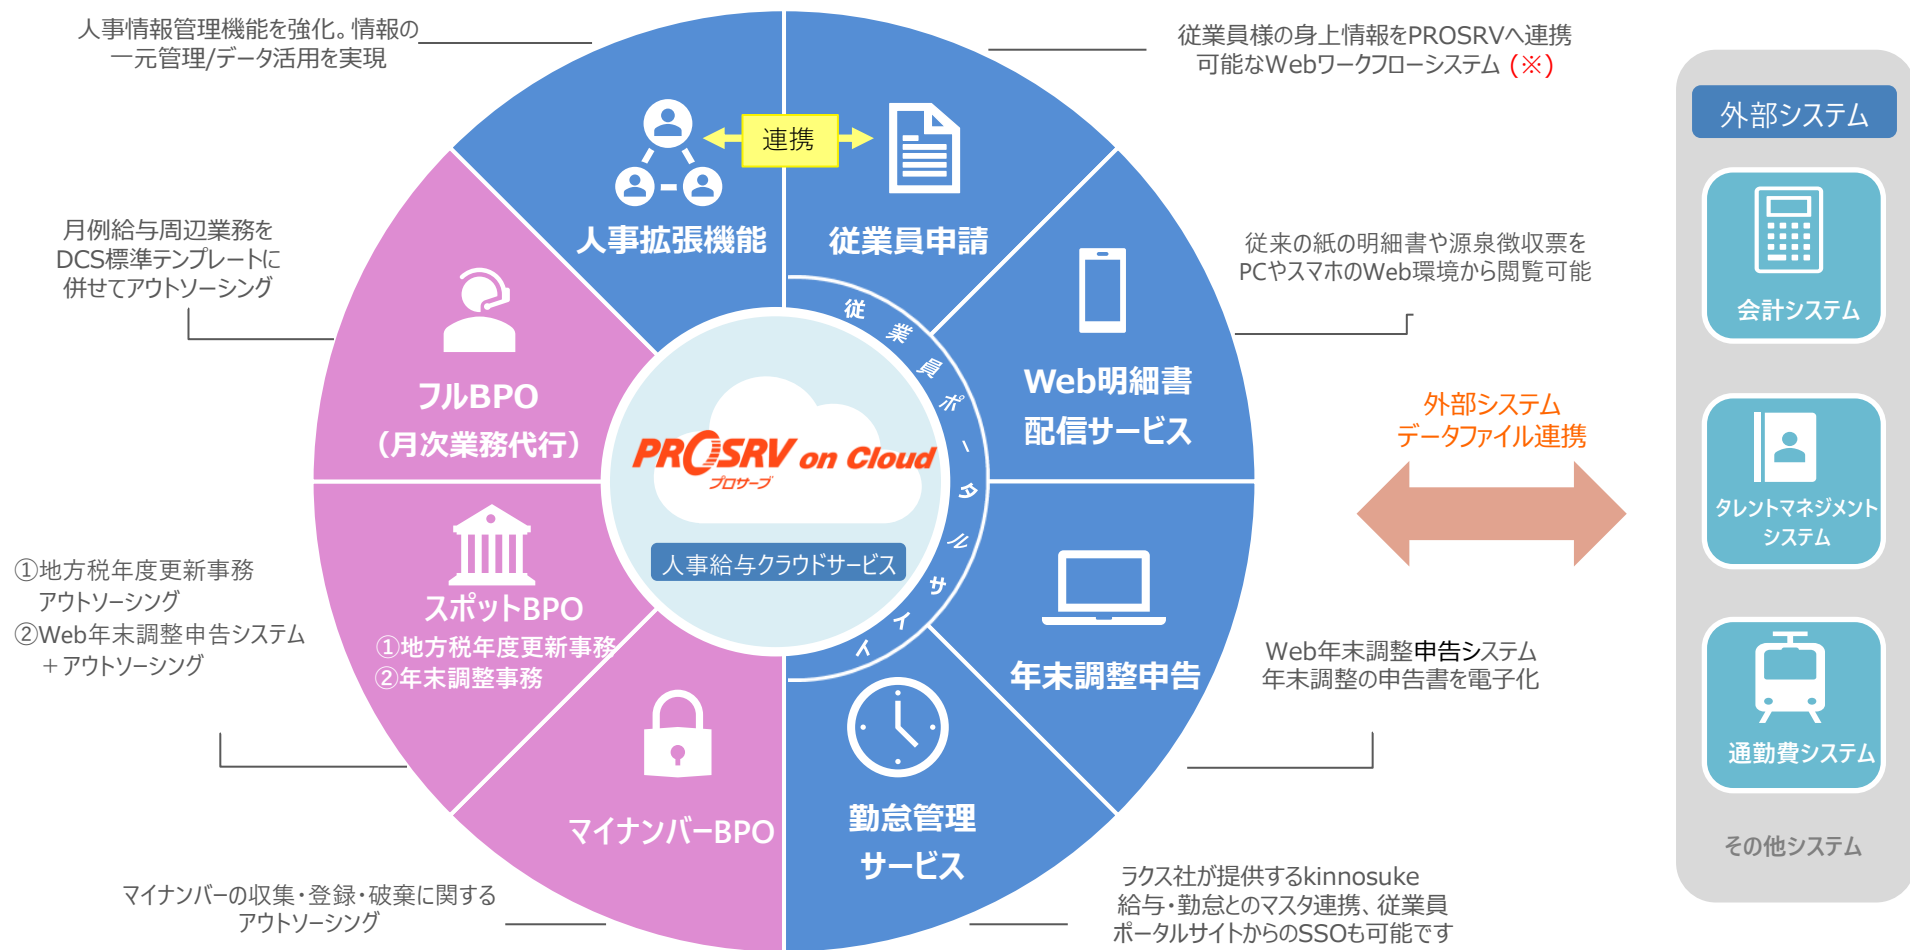 人事情報管理機能を強化。情報の
一元管理/データ活用を実現
従業員様の身上情報をPROSRVへ連携
可能なWebワークフローシステム (※)
連携
人事拡張機能
従業員申請
月例給与周辺業務を
DCS標準テンプレートに
併せてアウトソーシング
フルBPO
(月次業務代行)
従来の紙の明細書や源泉徴収票を
PCやスマホのWeb環境から閲覧可能
Web明細書
配信サービス
従業員ポータルサイト
PROSRV on Cloud
プロサーブ
人事給与クラウドサービス
外部システム
データファイル連携
①地方税年度更新事務
アウトソーシング
②Web年末調整申告システム
+アウトソーシング
スポットBPO
①地方税年度更新事務
②年末調整事務
年末調整申告
Web年末調整申告システム
年末調整の申告書を電子化
マイナンバーBPO
勤怠管理
サービス
マイナンバーの収集・登録・破棄に関する
アウトソーシング
ラクス社が提供するkinnosuke
給与・勤怠とのマスタ連携、従業員
ポータルサイトからのSSOも可能です
外部システム
会計システム
タレントマネジメント
システム
通勤費システム
その他システム